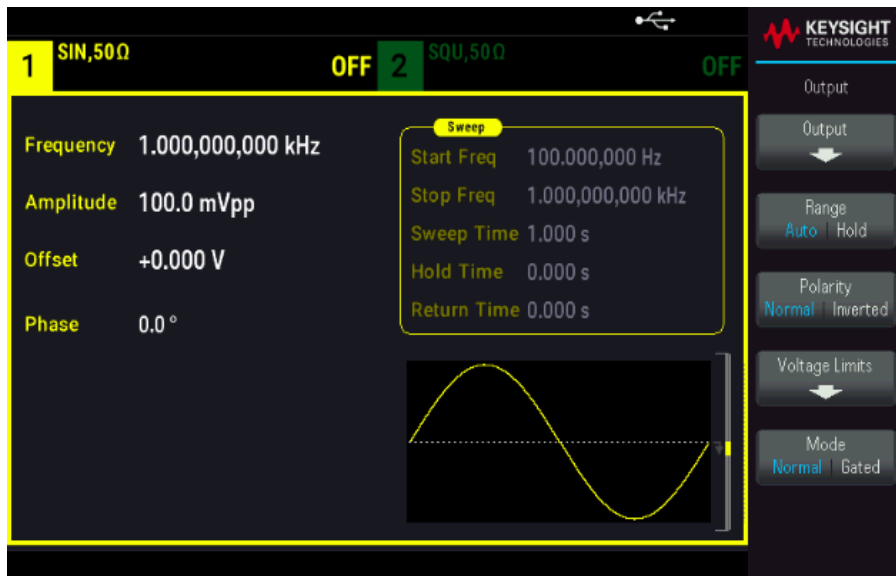 KEYSIGHT
TECHNOLOGIES
1 SIN,50Ω OFF 2 SQU,50Ω OFF
Frequency 1.000,000,000 kHz
Amplitude 100.0 mVpp
Offset +0.000 V
Phase 0.0 °
Sweep
Start Freq 100.000,000 Hz
Stop Freq 1.000,000,000 kHz
Sweep Time 1.000 s
Hold Time 0.000 s
Return Time 0.000 s
Output
Output
Range
Auto | Hold
Polarity
Normal | Inverted
Voltage Limits
Mode
Normal | Gated